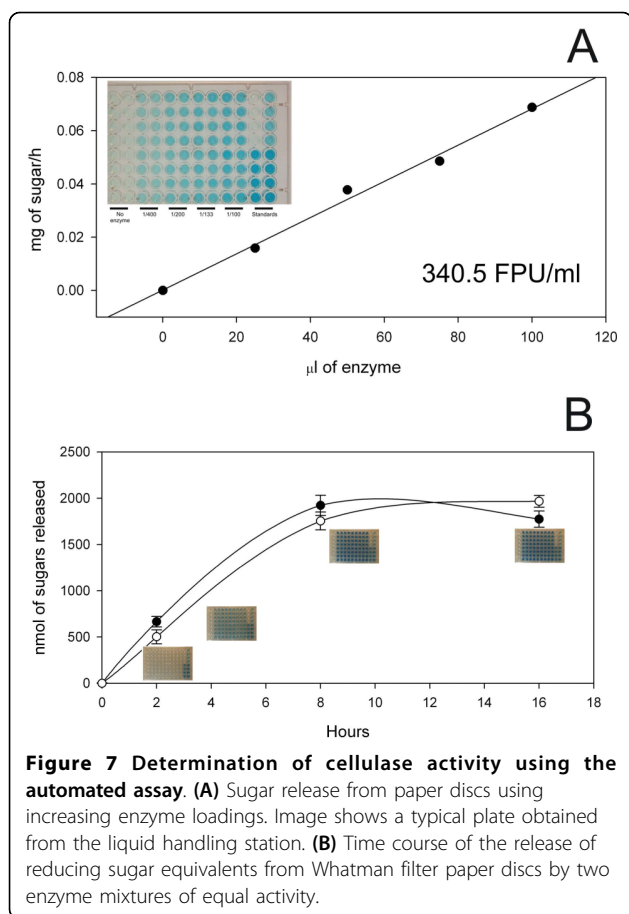 A
0.08
0.06
0.04
0.02
0.00
mg of sugar/h
No enzyme 1/400 1/200 1/133 1/100 Standards
340.5 FPU/ml
0 20 40 60 80 100 120
µl of enzyme
B
2500
2000
1500
1000
500
0
nmol of sugars released
0 2 4 6 8 10 12 14 16 18
Hours
Figure 7 Determination of cellulase activity using the
automated assay. (A) Sugar release from paper discs using
increasing enzyme loadings. Image shows a typical plate obtained
from the liquid handling station. (B) Time course of the release of
reducing sugar equivalents from Whatman filter paper discs by two
enzyme mixtures of equal activity.